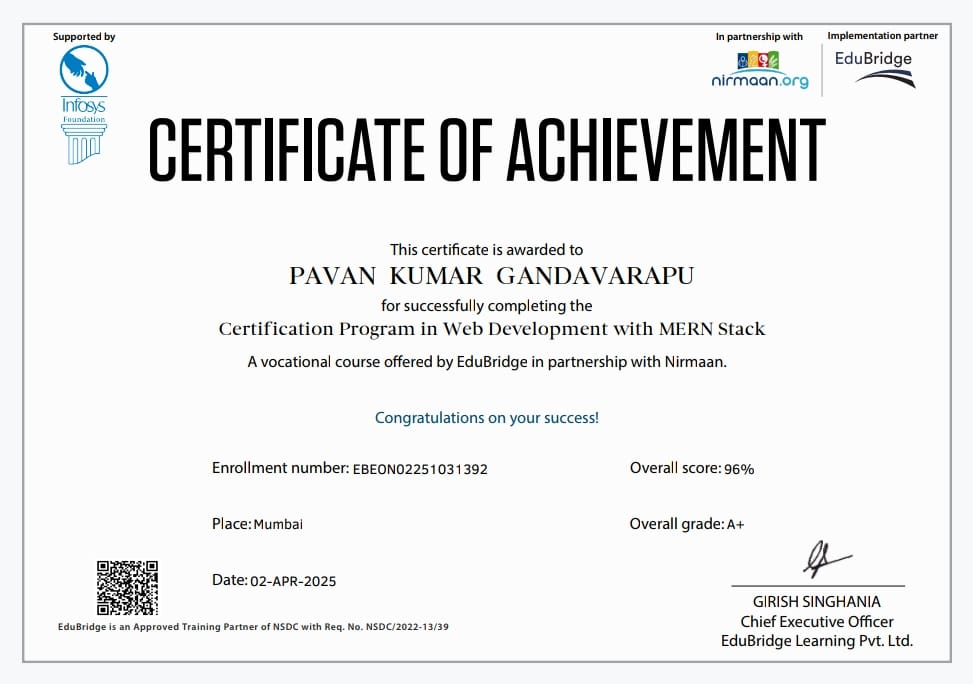 Supported by
Infosys
Foundation
In partnership with
nirmaan.org
Implementation partner
EduBridge
CERTIFICATE OF ACHIEVEMENT
This certificate is awarded to
PAVAN KUMAR GANDAVARAPU
for successfully completing the
Certification Program in Web Development with MERN Stack
A vocational course offered by EduBridge in partnership with Nirmaan.
Congratulations on your success!
Enrollment number: EBEON02251031392
Overall score: 96%
Place: Mumbai
Overall grade: A+
Date: 02-APR-2025
EduBridge is an Approved Training Partner of NSDC with Req. No. NSDC/2022-13/39
GIRISH SINGHANIA
Chief Executive Officer
EduBridge Learning Pvt. Ltd.